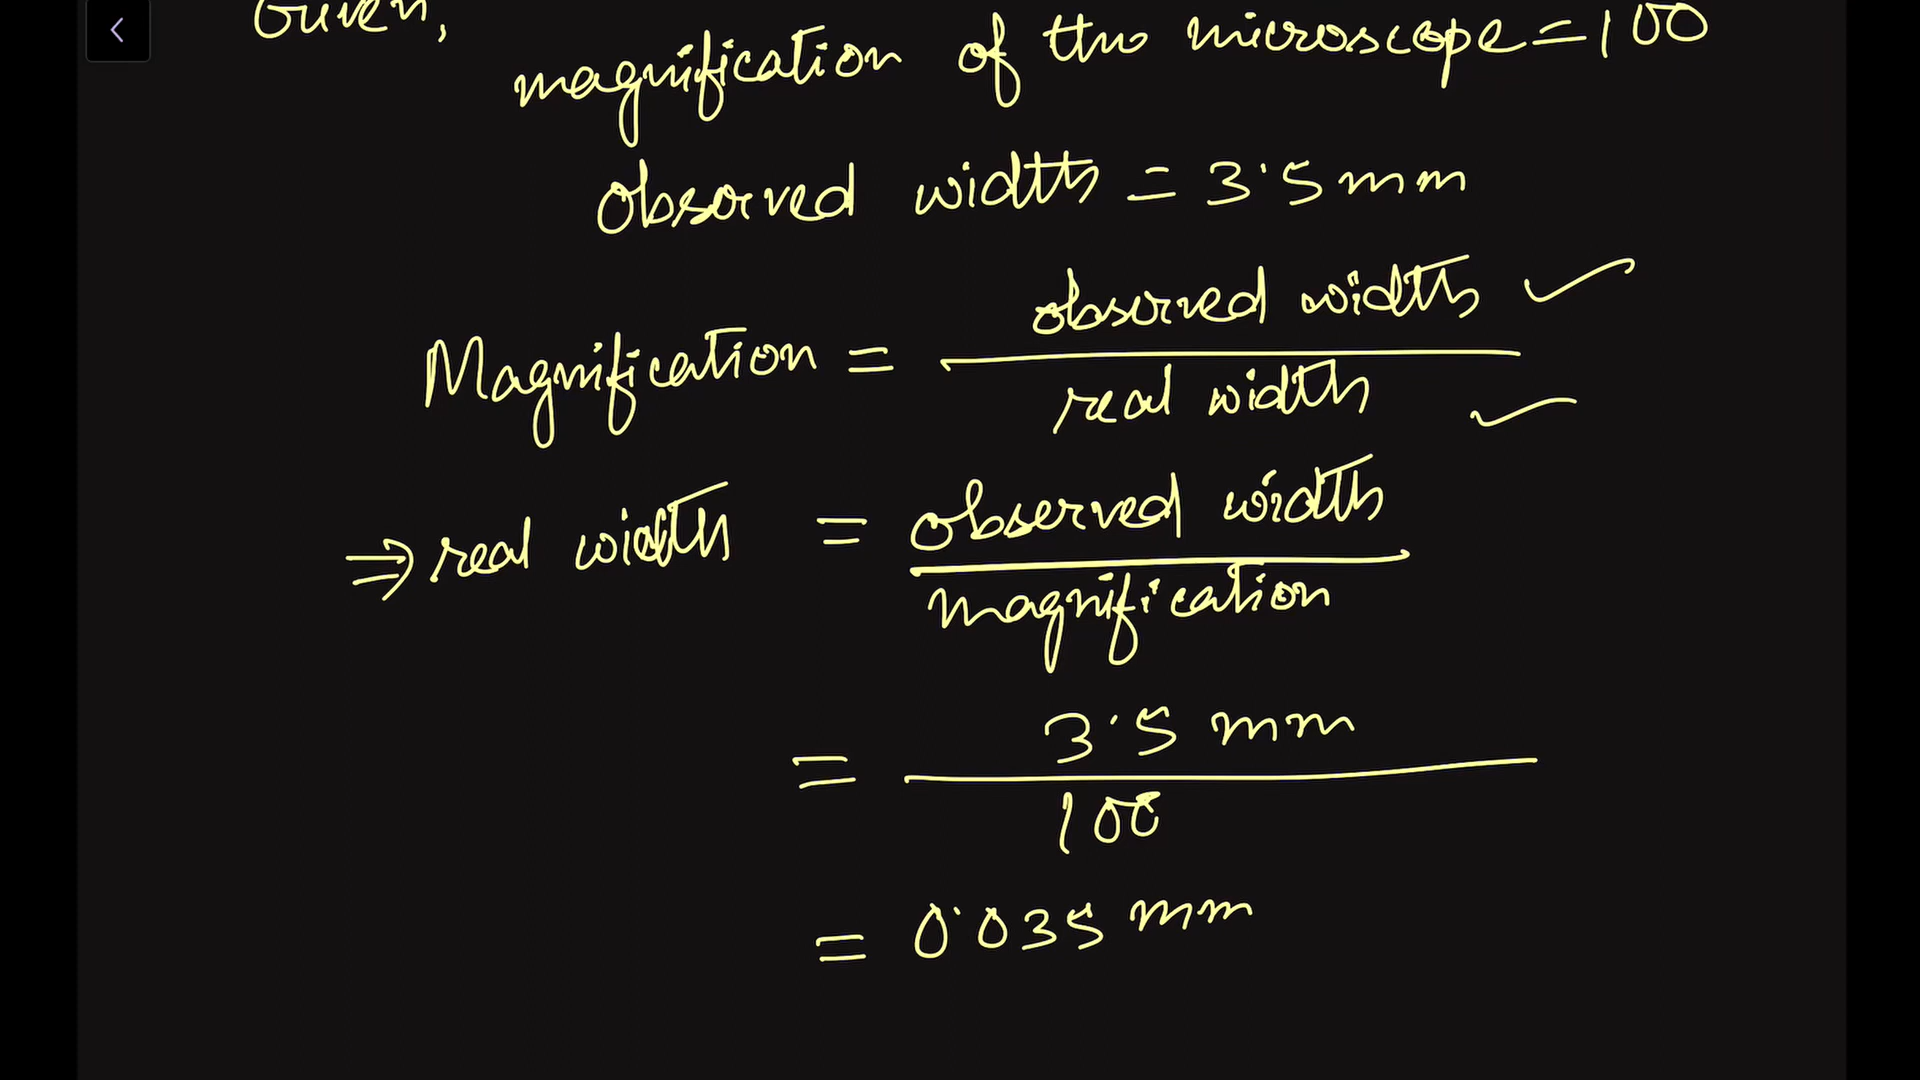 Given,
magnification of the microscope = 100
Observed width = 3.5 mm
Magnification = observed width / real width
⇒ real width = observed width / magnification
= 3.5 mm / 100
= 0.035 mm